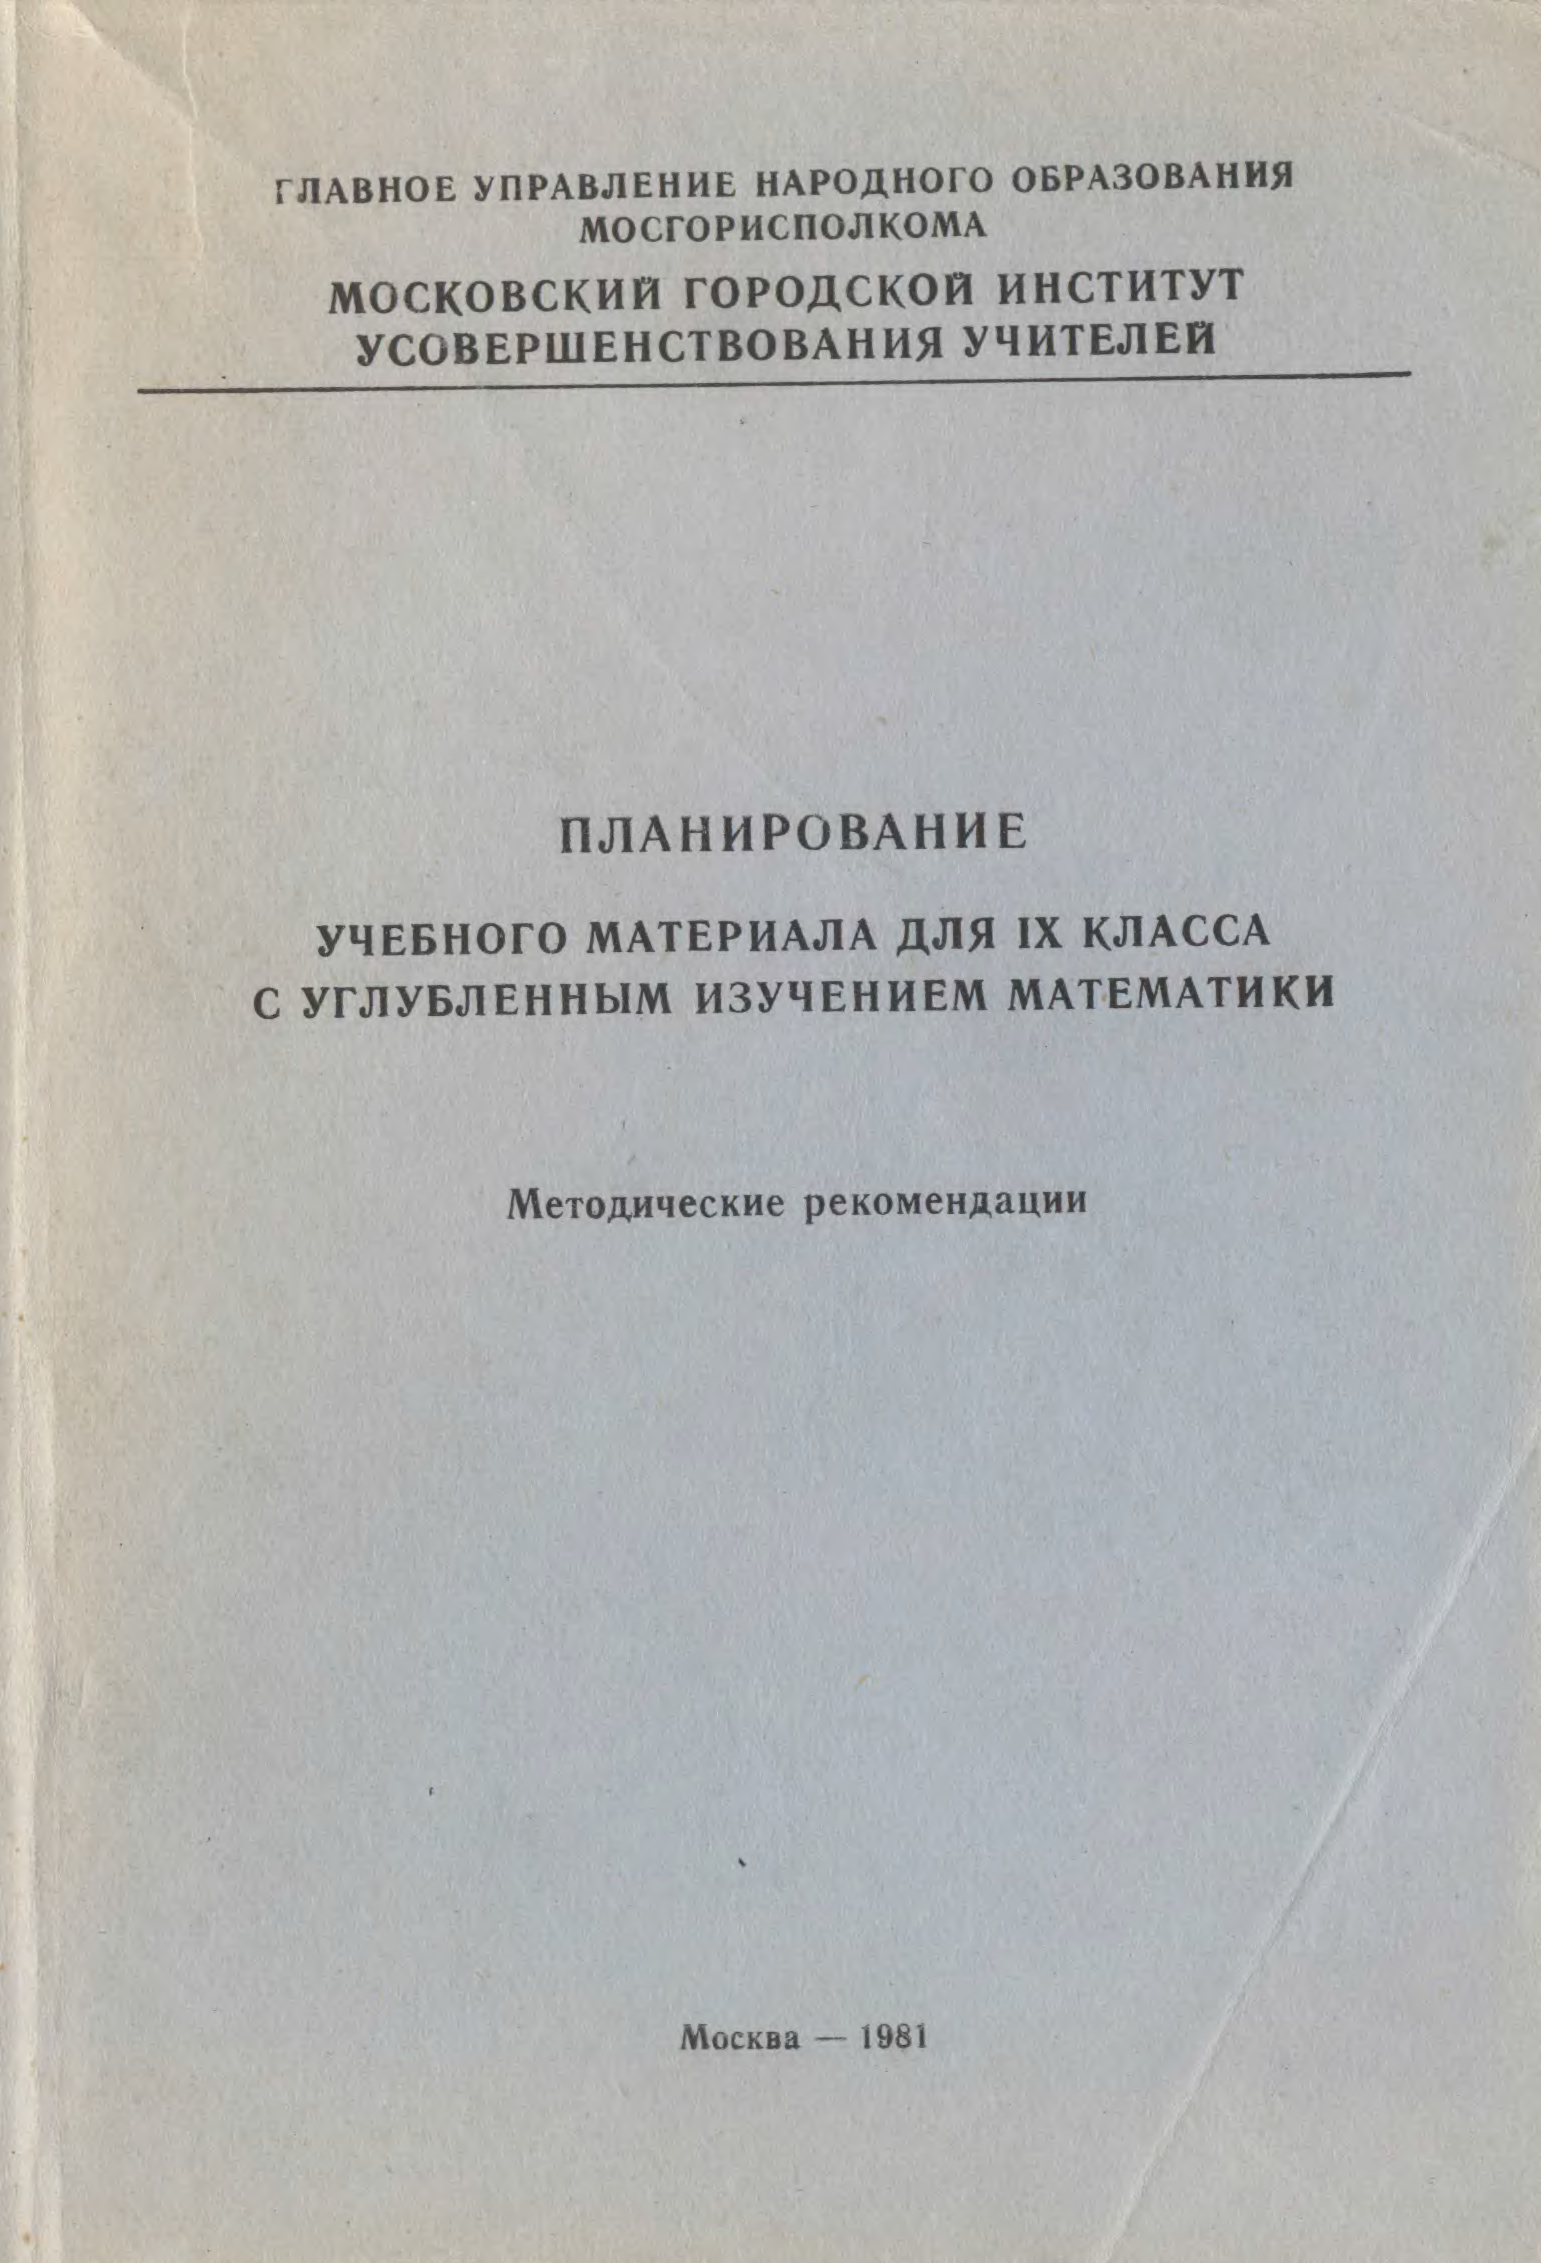 ГЛАВНОЕ УПРАВЛЕНИЕ НАРОДНОГО ОБРАЗОВАНИЯ
МОСГОРИСПОЛКОМА
МОСКОВСКИЙ ГОРОДСКОЙ ИНСТИТУТ
УСОВЕРШЕНСТВОВАНИЯ УЧИТЕЛЕЙ
ПЛАНИРОВАНИЕ
УЧЕБНОГО МАТЕРИАЛА ДЛЯ IX КЛАССА
С УГЛУБЛЕННЫМ ИЗУЧЕНИЕМ МАТЕМАТИКИ
Методические рекомендации
Москва — 1981